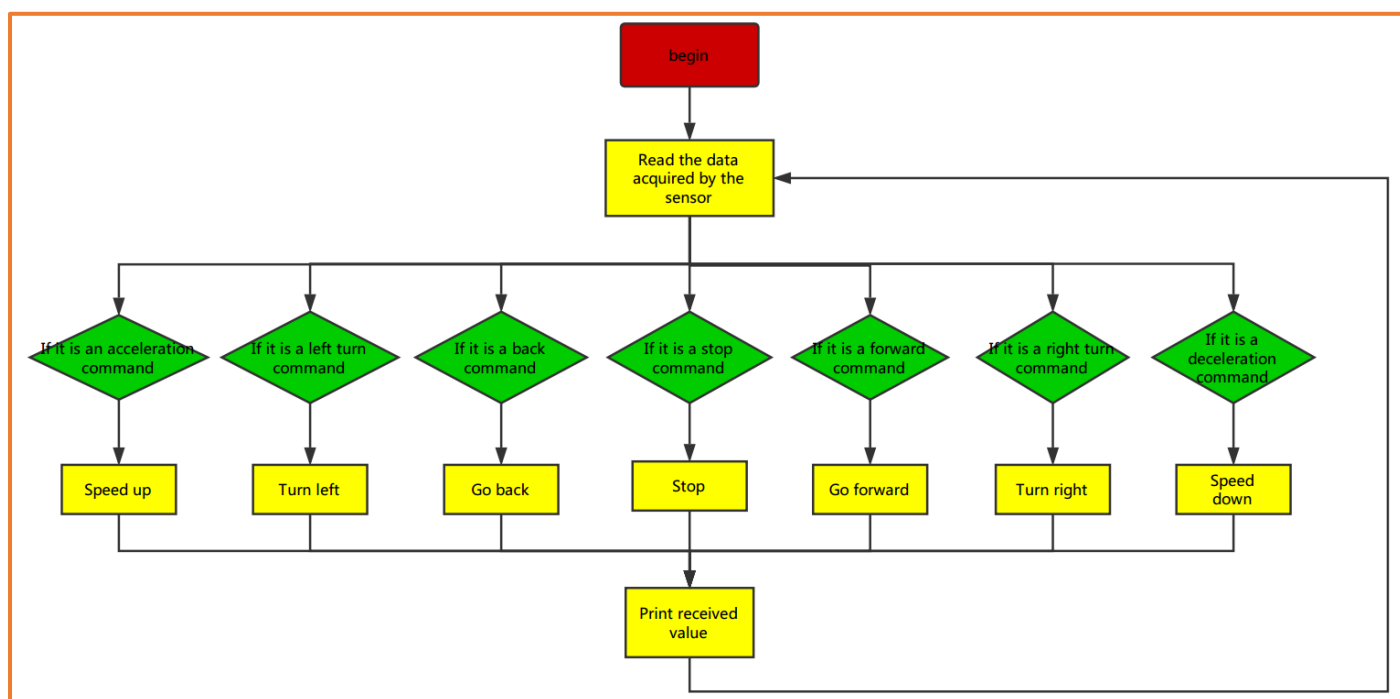 begin
Read the data
acquired by the
sensor
If it is an acceleration
command
If it is a left turn
command
If it is a back
command
If it is a stop
command
If it is a forward
command
If it is a right turn
command
If it is a
deceleration
command
Speed up
Turn left
Go back
Stop
Go forward
Turn right
Speed
down
Print received
value